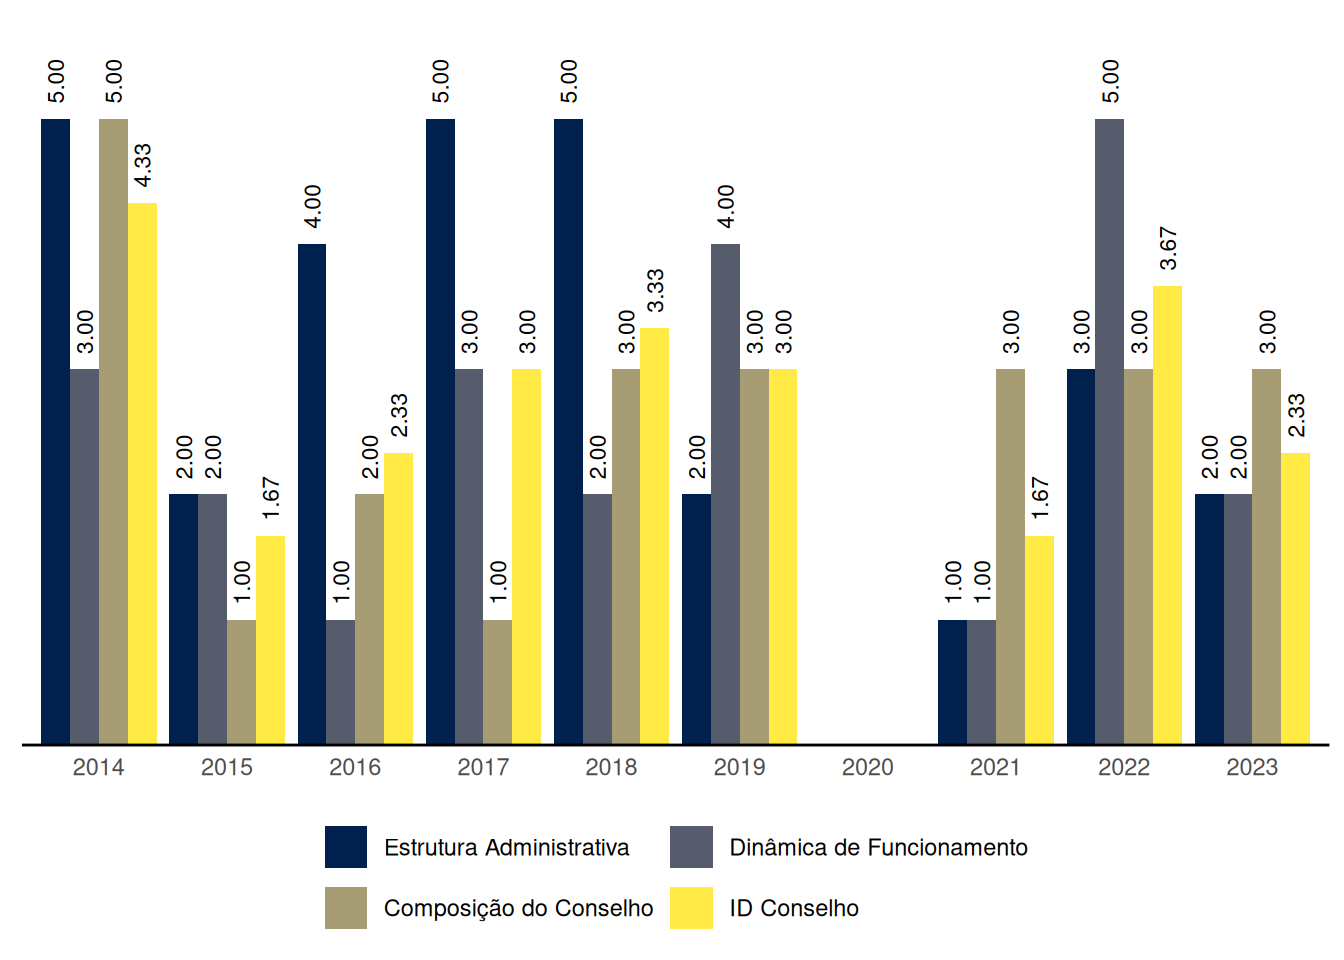 5.00 3.00 5.00 4.33 2.00 2.00 1.00 1.67 4.00 1.00 2.00 2.33 5.00 3.00 1.00 3.00 5.00 2.00 3.00 3.33 2.00 4.00 3.00 3.00 1.00 1.00 3.00 1.67 3.00 5.00 3.00 3.67 2.00 2.00 3.00 2.33
2014 2015 2016 2017 2018 2019 2020 2021 2022 2023
Estrutura Administrativa Dinâmica de Funcionamento
Composição do Conselho ID Conselho